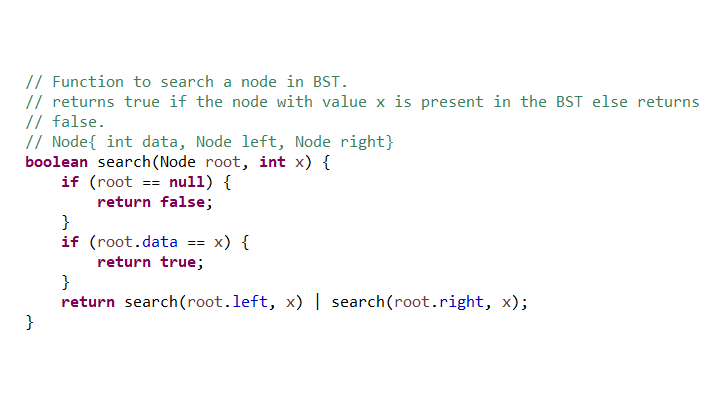 // Function to search a node in BST.
// returns true if the node with value x is present in the BST else returns
// false.
// Node{ int data, Node left, Node right}
boolean search(Node root, int x) {
    if (root == null) {
        return false;
    }
    if (root.data == x) {
        return true;
    }
    return search(root.left, x) | search(root.right, x);
}